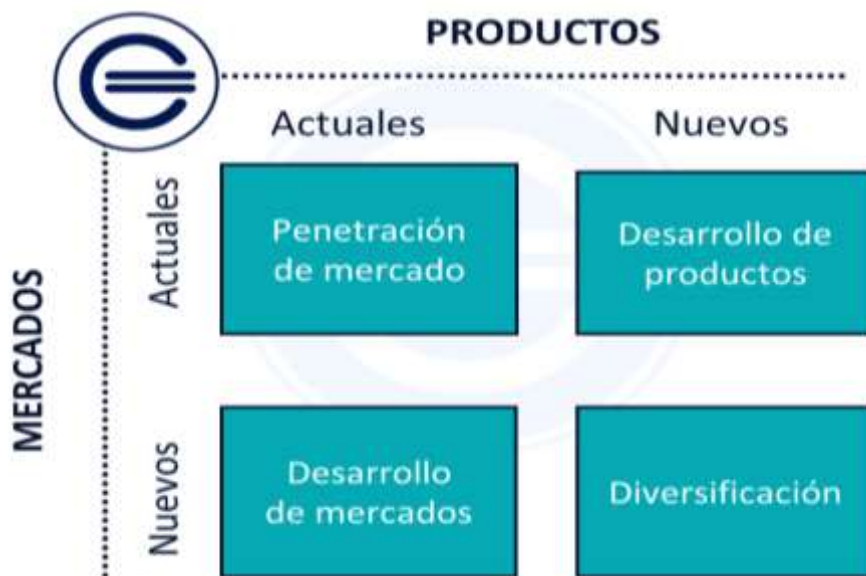 PRODUCTOS
Actuales
Nuevos
MERCADOS
Actuales
Penetración
de mercado
Desarrollo de
productos
Nuevos
Desarrollo
de mercados
Diversificación